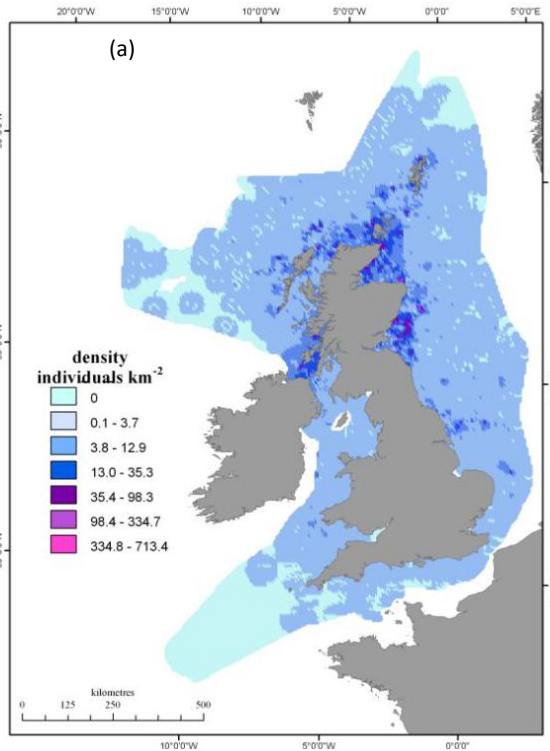 20°0'0"W 15°0'0"W 10°0'0"W 5°0'0"W 0°0'0" 5°0'0"E
(a)
density
individuals km-2
0
0.1 - 3.7
3.8 - 12.9
13.0 - 35.3
35.4 - 98.3
98.4 - 334.7
334.8 - 713.4
kilometres
0 125 250 500
10°0'0"W 5°0'0"W 0°0'0"